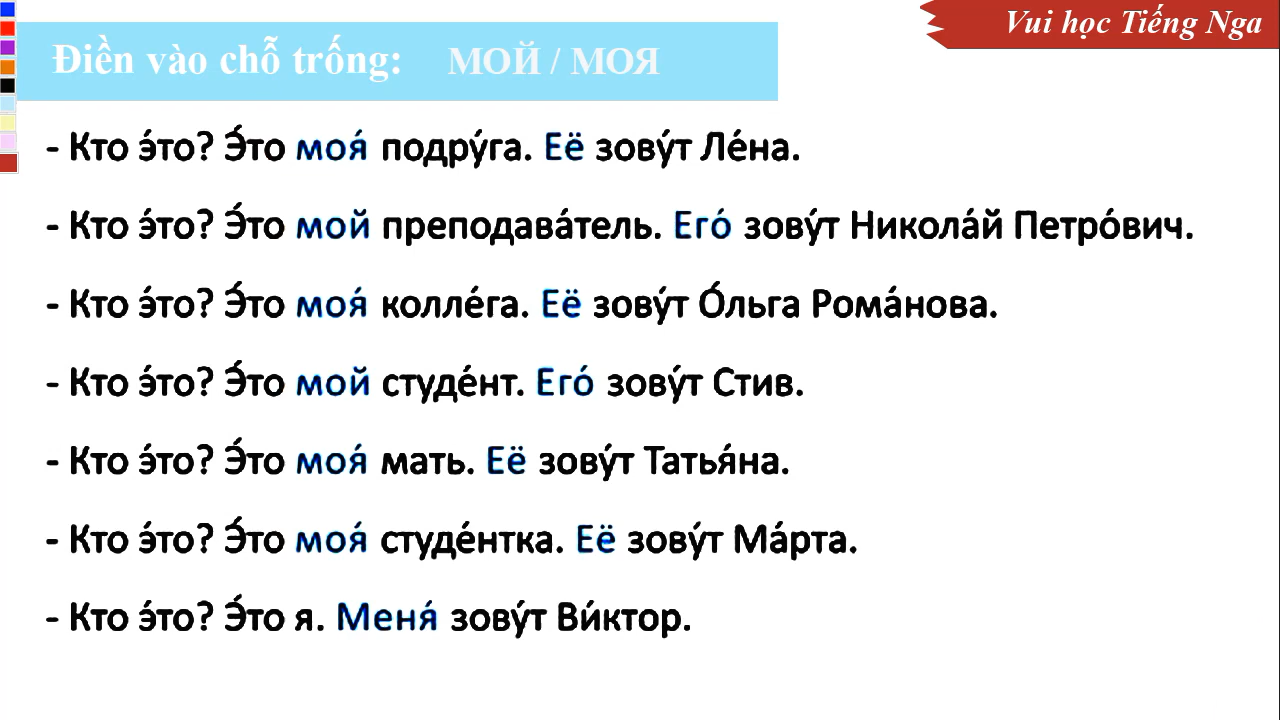 Vui học Tiếng Nga
Điền vào chỗ trống: МОЙ / МОЯ
- Кто э́то? Э́то моя́ подру́га. Её зову́т Ле́на.
- Кто э́то? Э́то мой преподава́тель. Его́ зову́т Никола́й Петро́вич.
- Кто э́то? Э́то моя́ колле́га. Её зову́т О́льга Рома́нова.
- Кто э́то? Э́то мой студе́нт. Его́ зову́т Стив.
- Кто э́то? Э́то моя́ мать. Её зову́т Татья́на.
- Кто э́то? Э́то моя́ студе́нтка. Её зову́т Ма́рта.
- Кто э́то? Э́то я. Меня́ зову́т Ви́ктор.